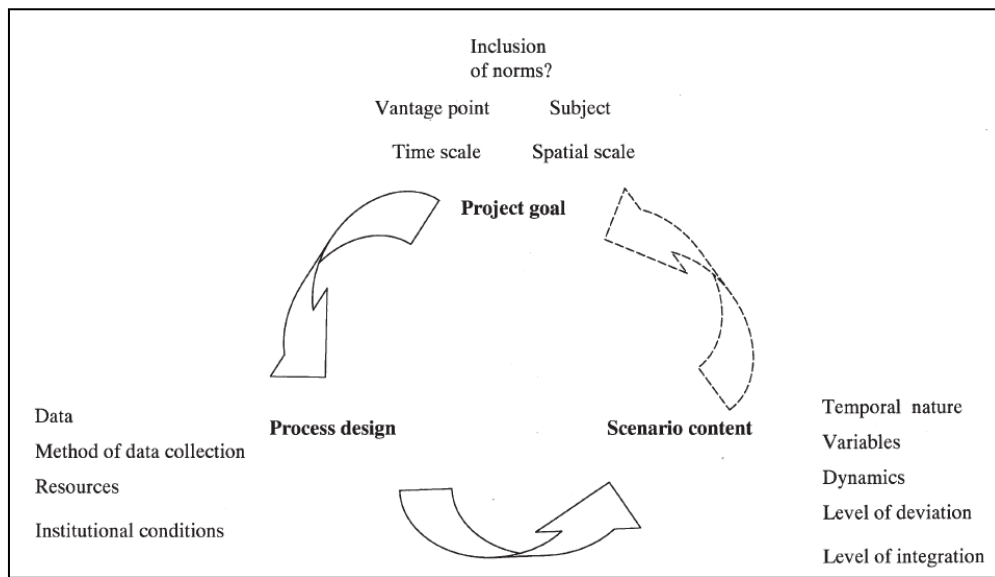 Inclusion
of norms?
Vantage point Subject
Time scale Spatial scale
Project goal
Data
Method of data collection
Resources
Institutional conditions
Process design
Scenario content
Temporal nature
Variables
Dynamics
Level of deviation
Level of integration